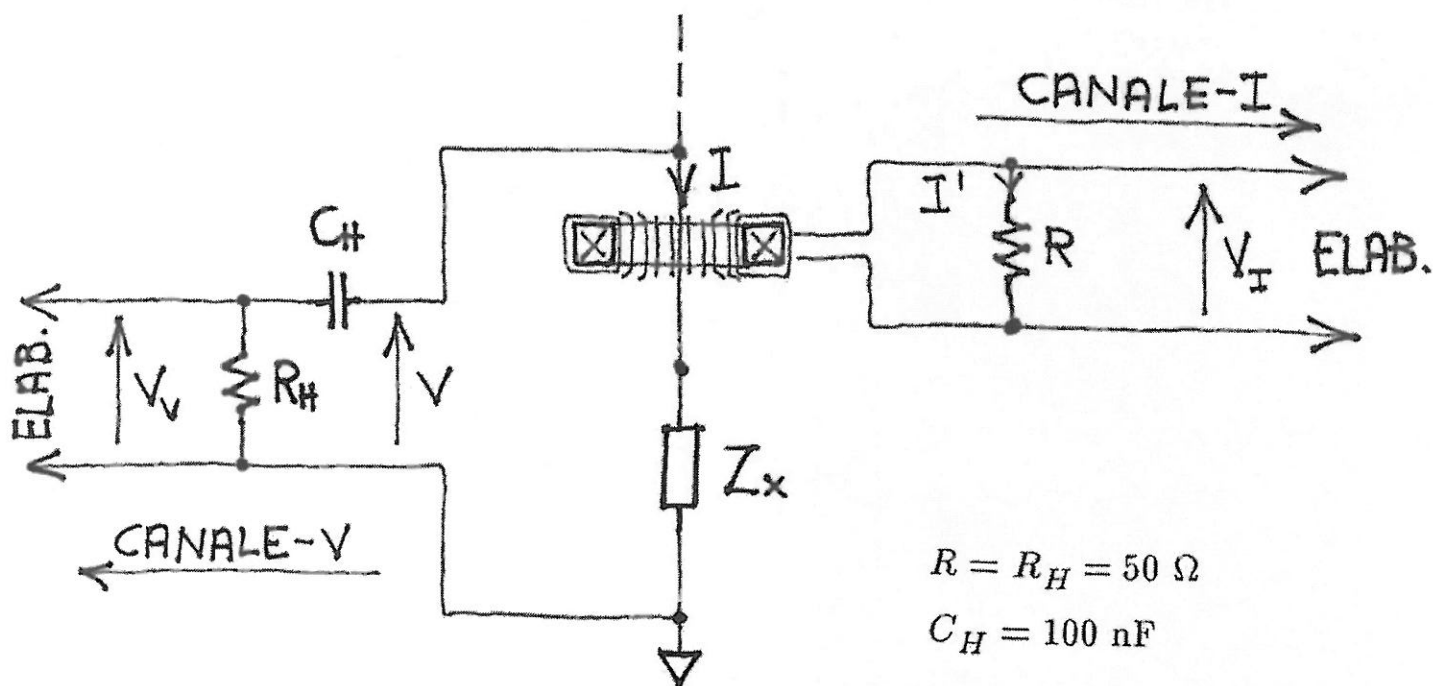 CANALE-I
I
I'
R
V_I
ELAB.
C_H
ELAB.
V_V
R_H
V
Z_x
CANALE-V
R = R_H = 50 Ω
C_H = 100 nF